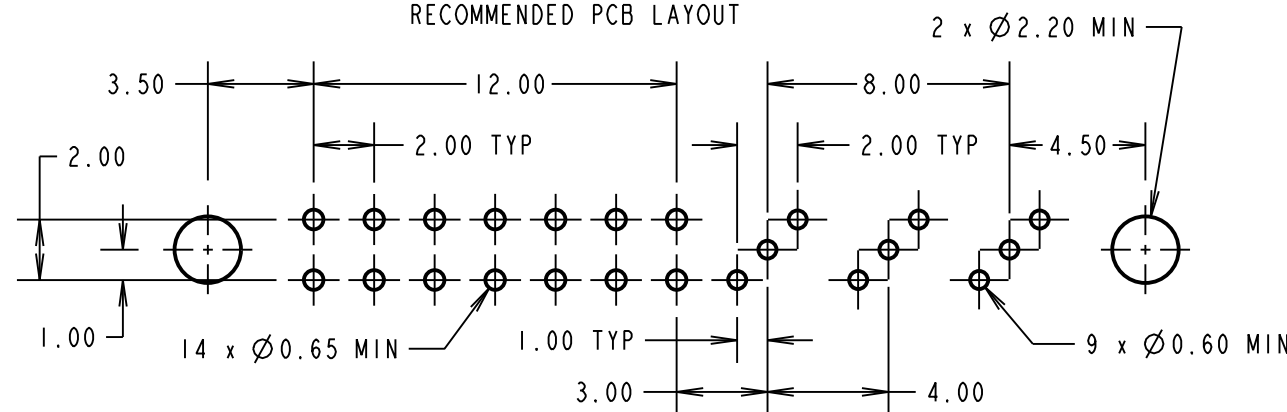 RECOMMENDED PCB LAYOUT
2 x Ø2.20 MIN
3.50
12.00
8.00
2.00
2.00 TYP
2.00 TYP
4.50
1.00
14 x Ø0.65 MIN
1.00 TYP
9 x Ø0.60 MIN
3.00
4.00